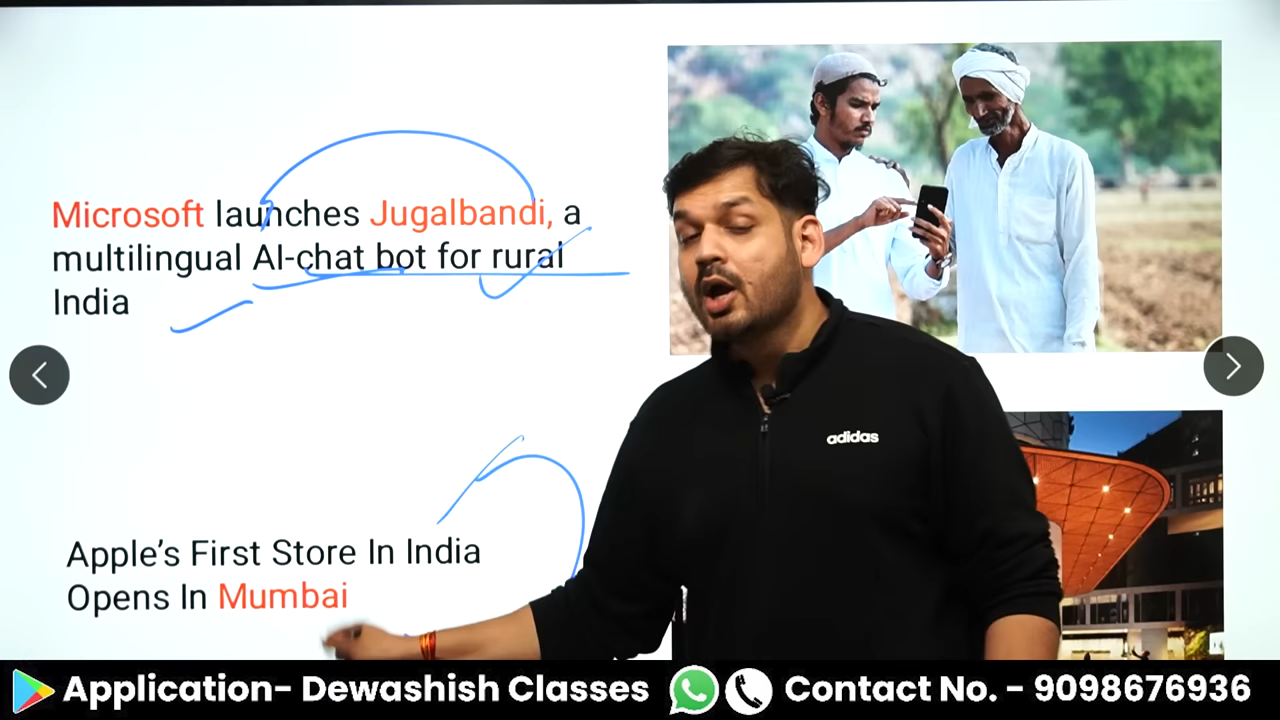 Microsoft launches Jugalbandi, a
multilingual AI-chat bot for rural
India
adidas
Apple's First Store In India
Opens In Mumbai
Application- Dewashish Classes
Contact No. - 9098676936